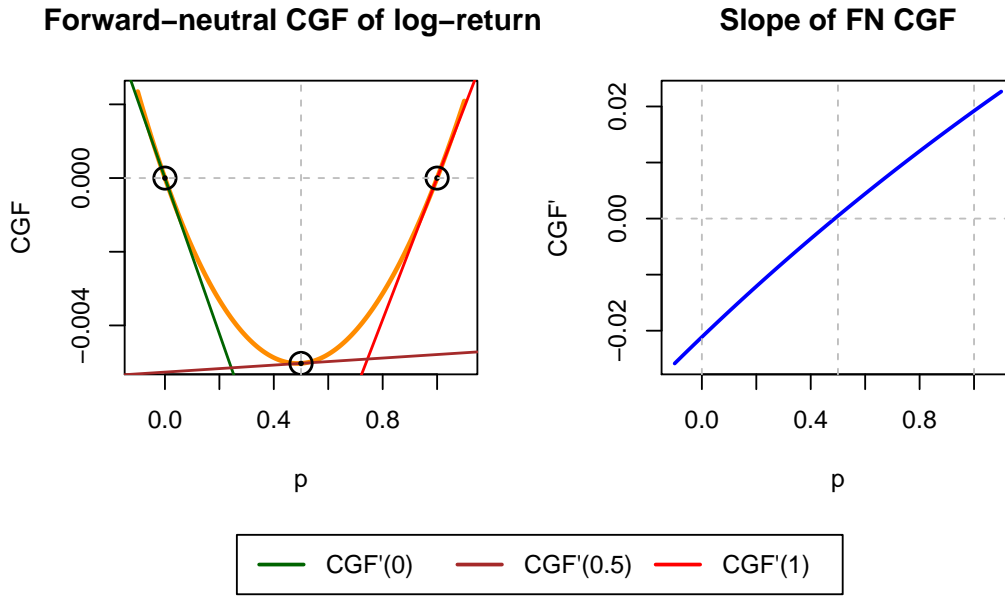 Forward−neutral CGF of log−return
CGF
0.000
−0.004
0.0 0.4 0.8
p
Slope of FN CGF
CGF'
0.02
0.00
−0.02
0.0 0.4 0.8
p
CGF'(0) CGF'(0.5) CGF'(1)